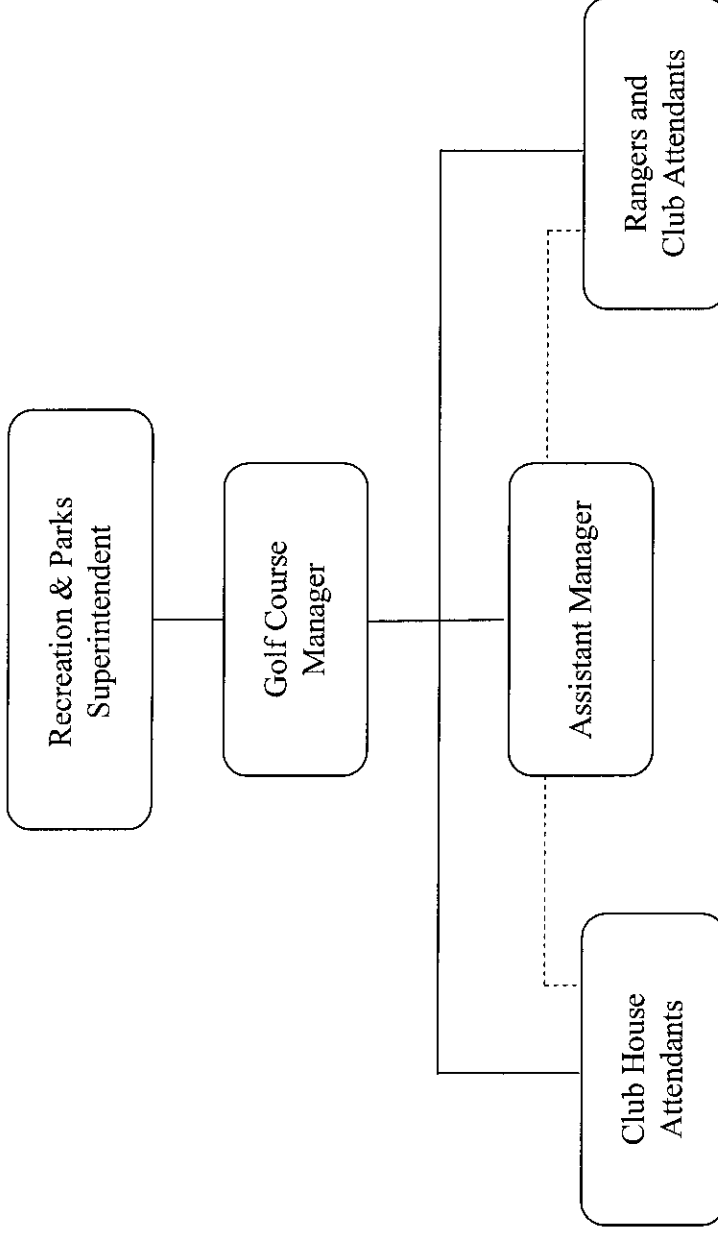 Recreation & Parks
Superintendent
Golf Course
Manager
Assistant Manager
Club House
Attendants
Rangers and
Club Attendants